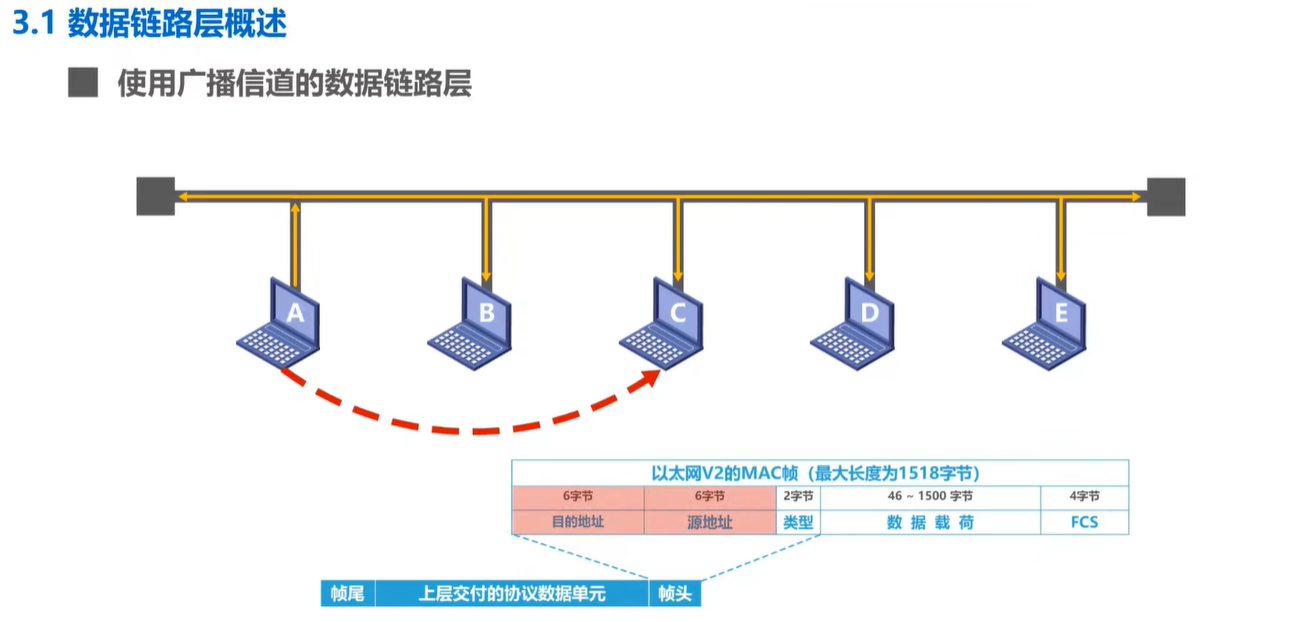 3.1 数据链路层概述
使用广播信道的数据链路层
A B C D E
以太网V2的MAC帧（最大长度为1518字节）
6字节 6字节 2字节 46 ~ 1500 字节 4字节
目的地址 源地址 类型 数据载荷 FCS
帧尾 上层交付的协议数据单元 帧头